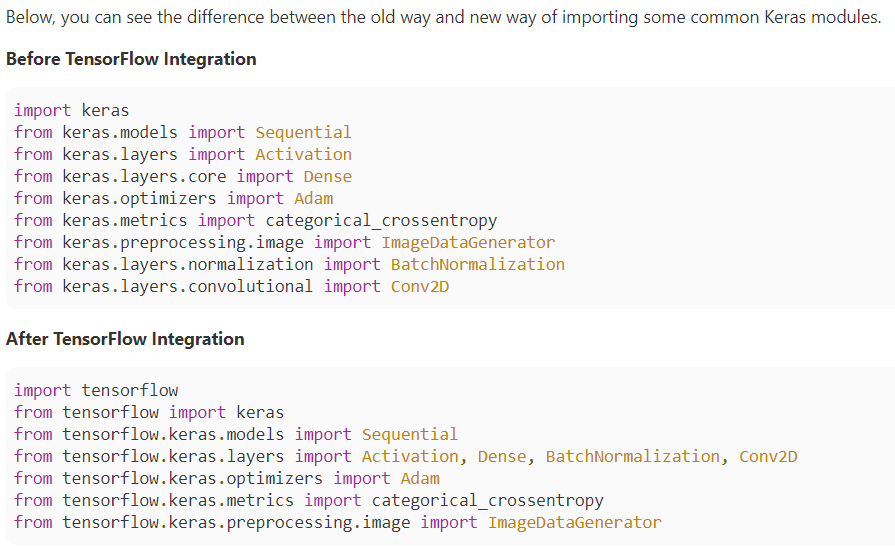 Below, you can see the difference between the old way and new way of importing some common Keras modules.
Before TensorFlow Integration
import keras
from keras.models import Sequential
from keras.layers import Activation
from keras.layers.core import Dense
from keras.optimizers import Adam
from keras.metrics import categorical_crossentropy
from keras.preprocessing.image import ImageDataGenerator
from keras.layers.normalization import BatchNormalization
from keras.layers.convolutional import Conv2D
After TensorFlow Integration
import tensorflow
from tensorflow import keras
from tensorflow.keras.models import Sequential
from tensorflow.keras.layers import Activation, Dense, BatchNormalization, Conv2D
from tensorflow.keras.optimizers import Adam
from tensorflow.keras.metrics import categorical_crossentropy
from tensorflow.keras.preprocessing.image import ImageDataGenerator